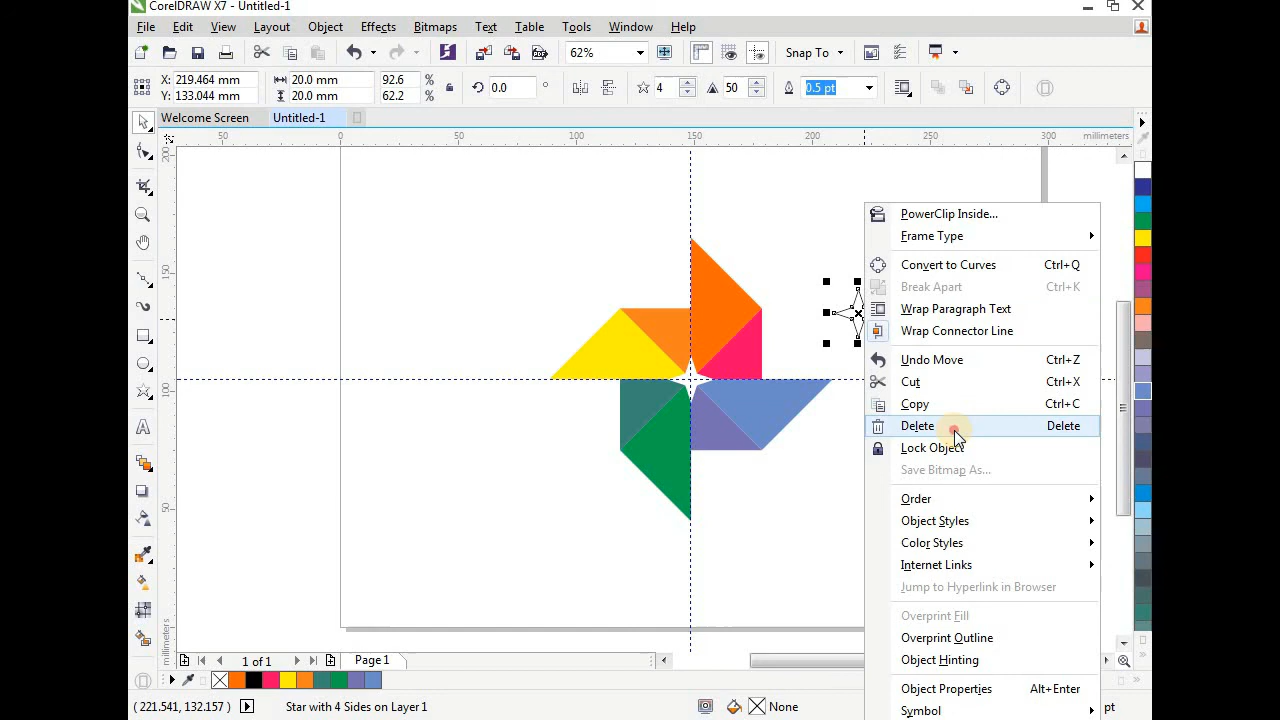 CorelDRAW X7 - Untitled-1
File Edit View Layout Object Effects Bitmaps Text Table Tools Window Help
62% Snap To
X: 219.464 mm 20.0 mm 92.6 %
Y: 133.044 mm 20.0 mm 62.2 %
0.0 ° 4 50 0.5 pt
Welcome Screen Untitled-1
50 0 50 100 150 200 250 300 millimeters
200
150
100
50
millimeters
PowerClip Inside...
Frame Type
Convert to Curves Ctrl+Q
Break Apart Ctrl+K
Wrap Paragraph Text
Wrap Connector Line
Undo Move Ctrl+Z
Cut Ctrl+X
Copy Ctrl+C
Delete Delete
Lock Object
Save Bitmap As...
Order
Object Styles
Color Styles
Internet Links
Jump to Hyperlink in Browser
Overprint Fill
Overprint Outline
Object Hinting
Object Properties Alt+Enter
Symbol
1 of 1 Page 1
(221.541, 132.157) Star with 4 Sides on Layer 1 None pt